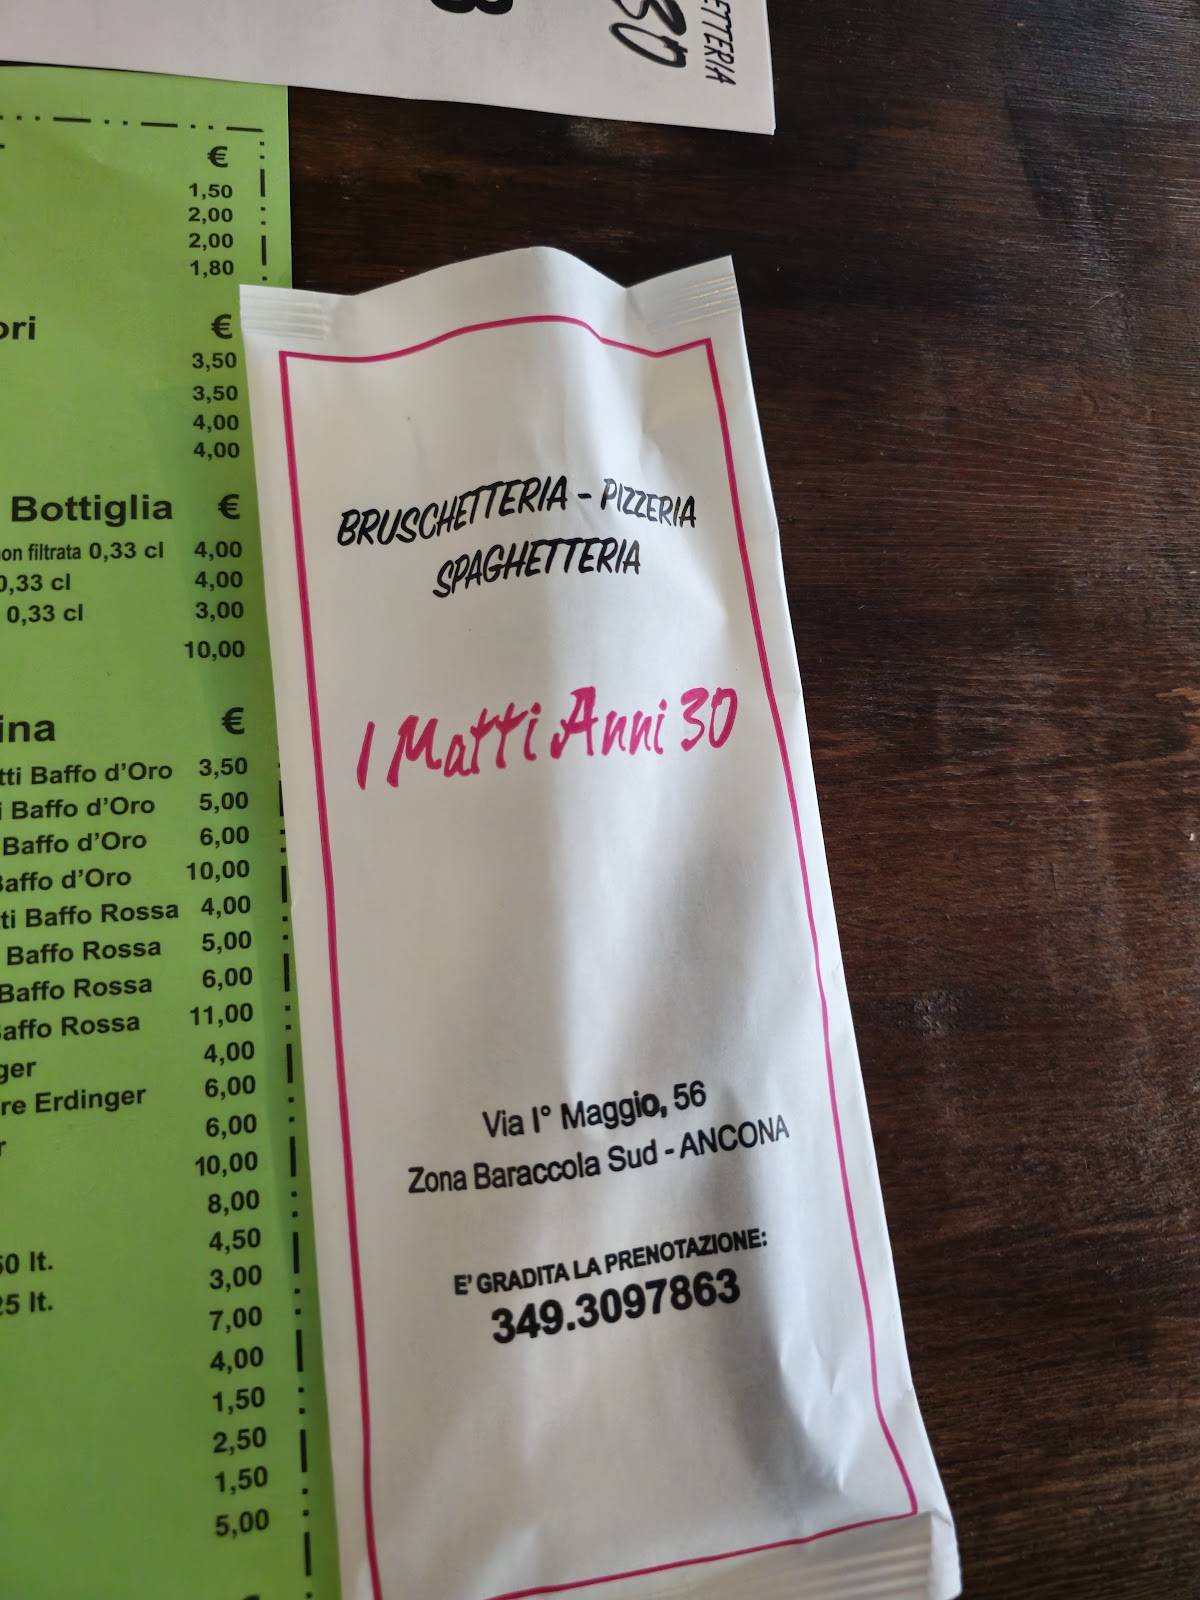 ETTERIA
30
€
1,50
2,00
2,00
1,80
ori €
3,50
3,50
4,00
4,00
Bottiglia €
non filtrata 0,33 cl 4,00
0,33 cl 4,00
0,33 cl 3,00
10,00
ina €
tti Baffo d'Oro 3,50
i Baffo d'Oro 5,00
Baffo d'Oro 6,00
Baffo d'Oro 10,00
ti Baffo Rossa 4,00
Baffo Rossa 5,00
Baffo Rossa 6,00
Baffo Rossa 11,00
ger 4,00
re Erdinger 6,00
r 6,00
10,00
8,00
50 lt. 4,50
25 lt. 3,00
7,00
4,00
1,50
2,50
1,50
5,00
€
BRUSCHETTERIA - PIZZERIA
SPAGHETTERIA
I Matti Anni 30
Via I° Maggio, 56
Zona Baraccola Sud - ANCONA
E' GRADITA LA PRENOTAZIONE:
349.3097863